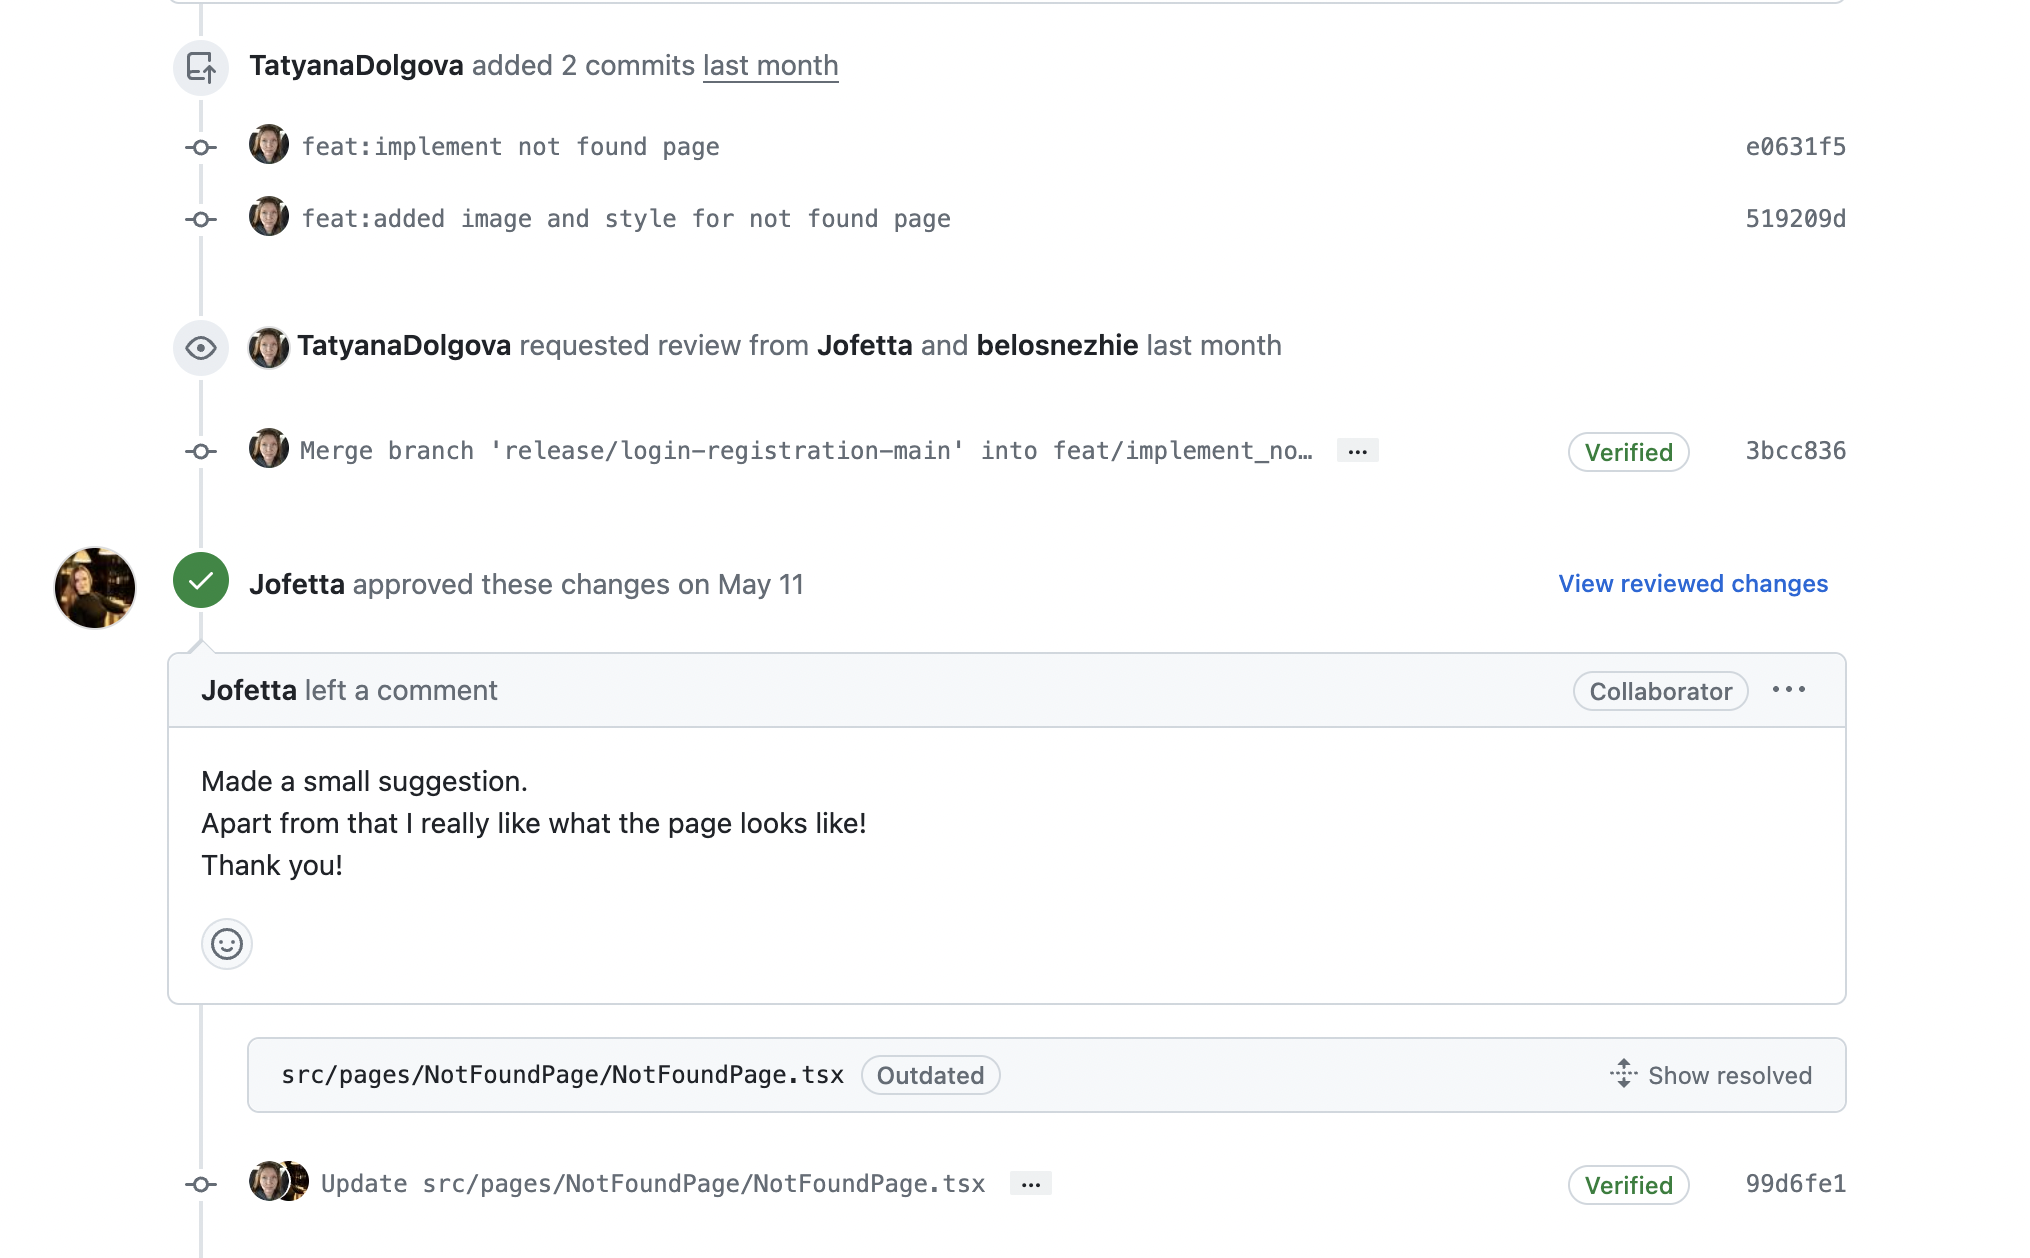 TatyanaDolgova added 2 commits last month
feat:implement not found page e0631f5
feat:added image and style for not found page 519209d
TatyanaDolgova requested review from Jofetta and belosnezhie last month
Merge branch 'release/login-registration-main' into feat/implement_no… … Verified 3bcc836
Jofetta approved these changes on May 11 View reviewed changes
Jofetta left a comment Collaborator ...
Made a small suggestion.
Apart from that I really like what the page looks like!
Thank you!
src/pages/NotFoundPage/NotFoundPage.tsx Outdated Show resolved
Update src/pages/NotFoundPage/NotFoundPage.tsx … Verified 99d6fe1